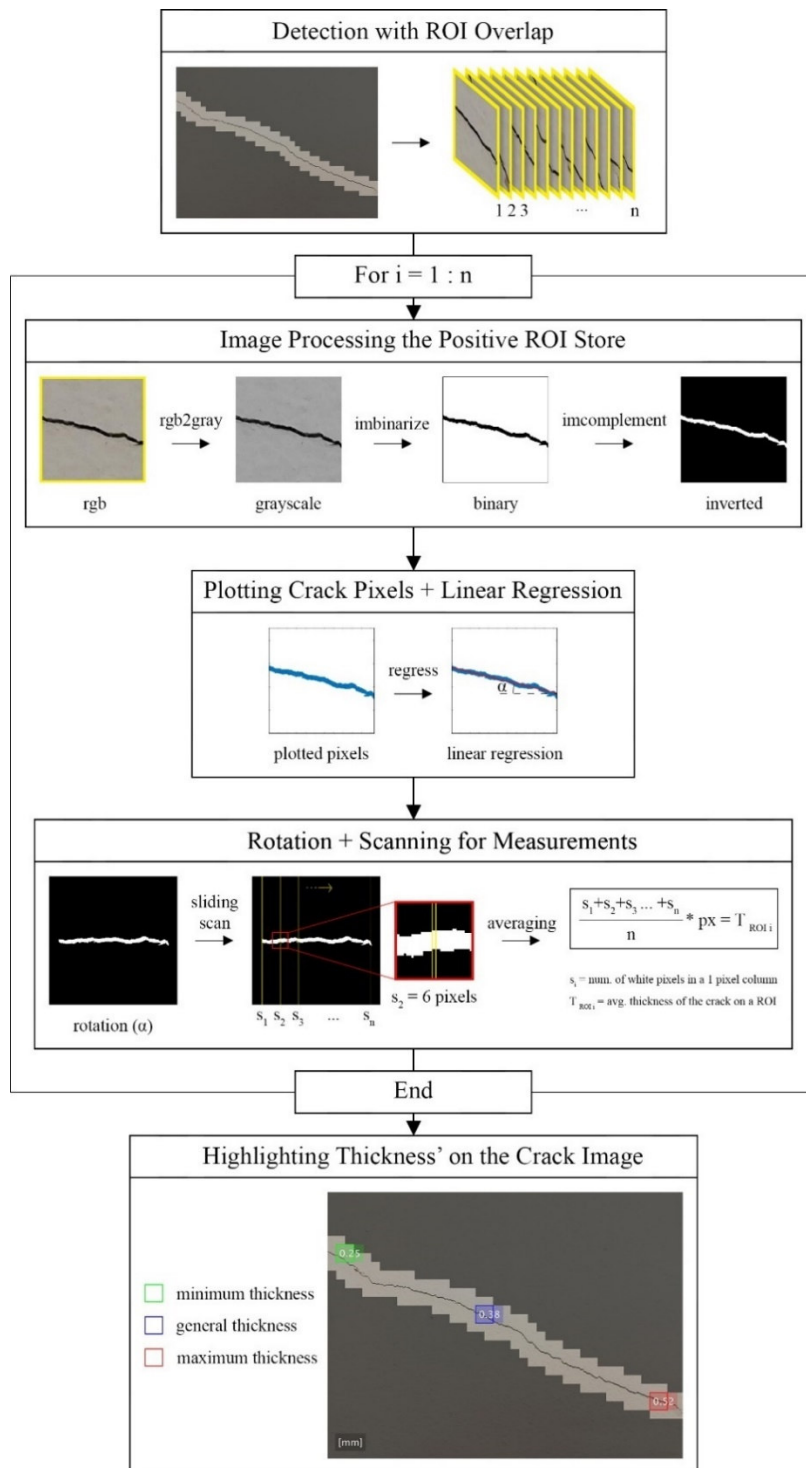 Detection with ROI Overlap
1 2 3 ... n
For i = 1 : n
Image Processing the Positive ROI Store
rgb2gray imbinarize imcomplement
rgb grayscale binary inverted
Plotting Crack Pixels + Linear Regression
regress
α
plotted pixels linear regression
Rotation + Scanning for Measurements
sliding scan
averaging
s₁+s₂+s₃ ... +sₙ
n
* px = T ROI i
s₂ = 6 pixels
sᵢ = num. of white pixels in a 1 pixel column
T ROI i = avg. thickness of the crack on a ROI
rotation (α)
s₁ s₂ s₃ ... sₙ
End
Highlighting Thickness’ on the Crack Image
0.25
minimum thickness
general thickness
0.38
maximum thickness
0.52
[mm]